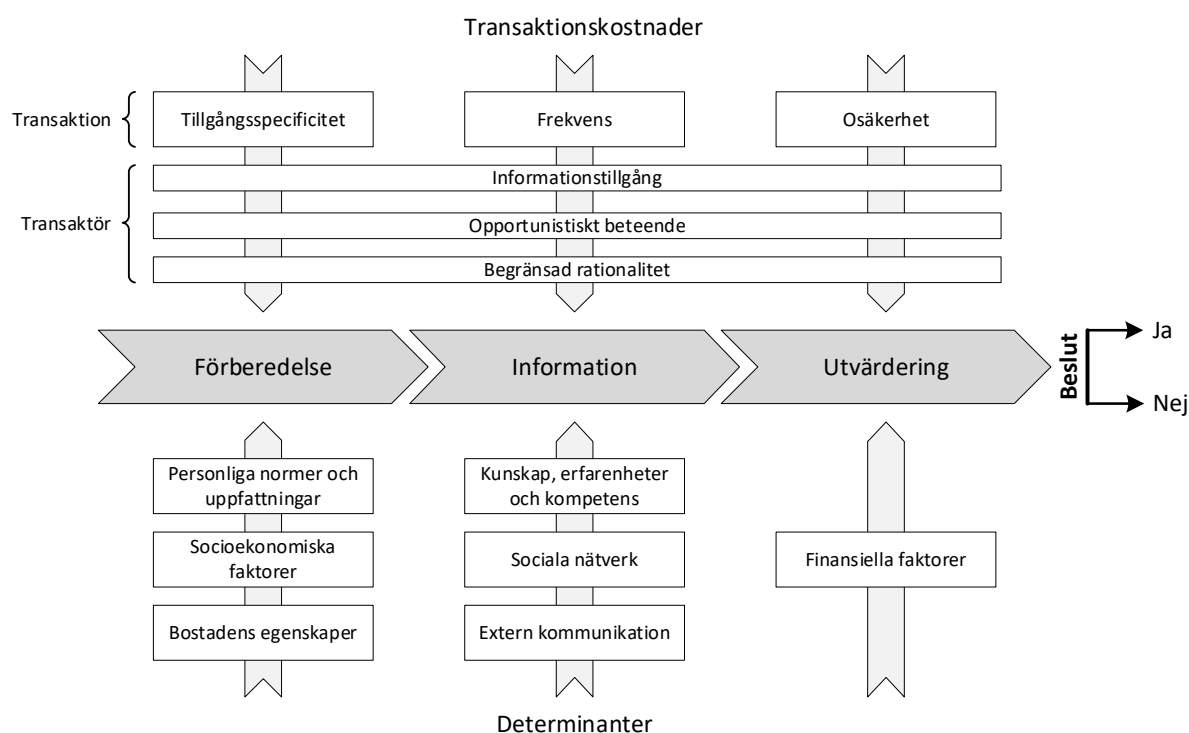 Transaktionskostnader
Transaktion
Tillgångsspecificitet
Frekvens
Osäkerhet
Transaktör
Informationstillgång
Opportunistiskt beteende
Begränsad rationalitet
Förberedelse
Information
Utvärdering
Beslut
Ja
Nej
Personliga normer och
uppfattningar
Kunskap, erfarenheter
och kompetens
Socioekonomiska
faktorer
Sociala nätverk
Finansiella faktorer
Bostadens egenskaper
Extern kommunikation
Determinanter